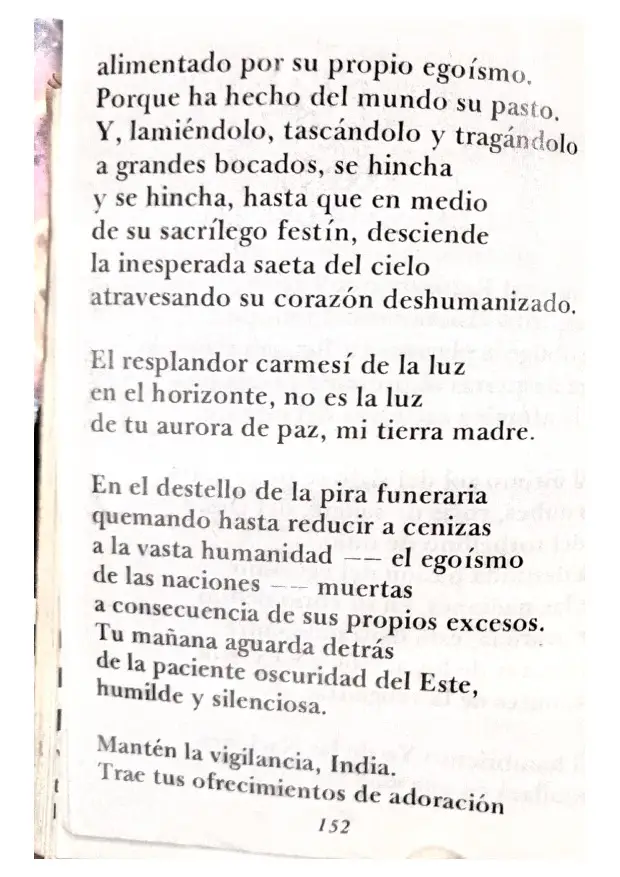 alimentado por su propio egoísmo.
Porque ha hecho del mundo su pasto.
Y, lamiéndolo, tascándolo y tragándolo
a grandes bocados, se hincha
y se hincha, hasta que en medio
de su sacrílego festín, desciende
la inesperada saeta del cielo
atravesando su corazón deshumanizado.
El resplandor carmesí de la luz
en el horizonte, no es la luz
de tu aurora de paz, mi tierra madre.
En el destello de la pira funeraria
quemando hasta reducir a cenizas
a la vasta humanidad —— el egoísmo
de las naciones —— muertas
a consecuencia de sus propios excesos.
Tu mañana aguarda detrás
de la paciente oscuridad del Este,
humilde y silenciosa.
Mantén la vigilancia, India.
Trae tus ofrecimientos de adoración
152